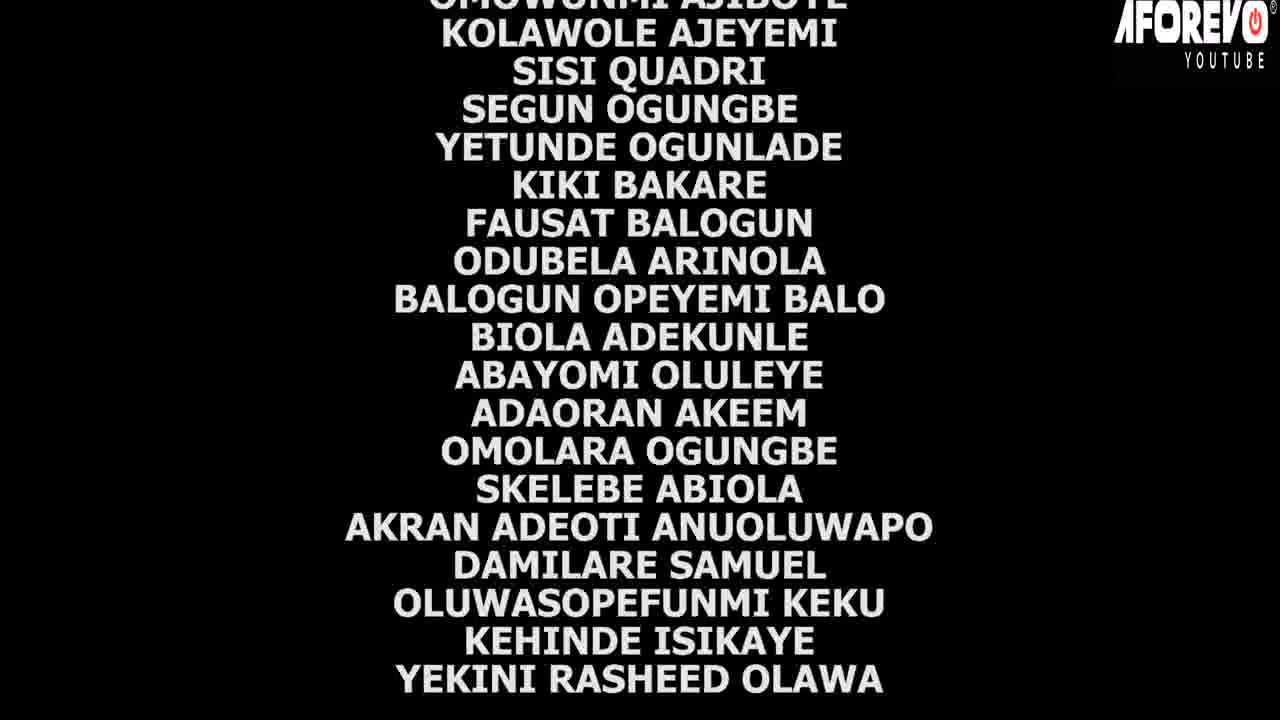 OMOWUNMI AJIBOYE
KOLAWOLE AJEYEMI
SISI QUADRI
SEGUN OGUNGBE
YETUNDE OGUNLADE
KIKI BAKARE
FAUSAT BALOGUN
ODUBELA ARINOLA
BALOGUN OPEYEMI BALO
BIOLA ADEKUNLE
ABAYOMI OLULEYE
ADAORAN AKEEM
OMOLARA OGUNGBE
SKELEBE ABIOLA
AKRAN ADEOTI ANUOLUWAPO
DAMILARE SAMUEL
OLUWASOPEFUNMI KEKU
KEHINDE ISIKAYE
YEKINI RASHEED OLAWA
AFOREVO®
YOUTUBE